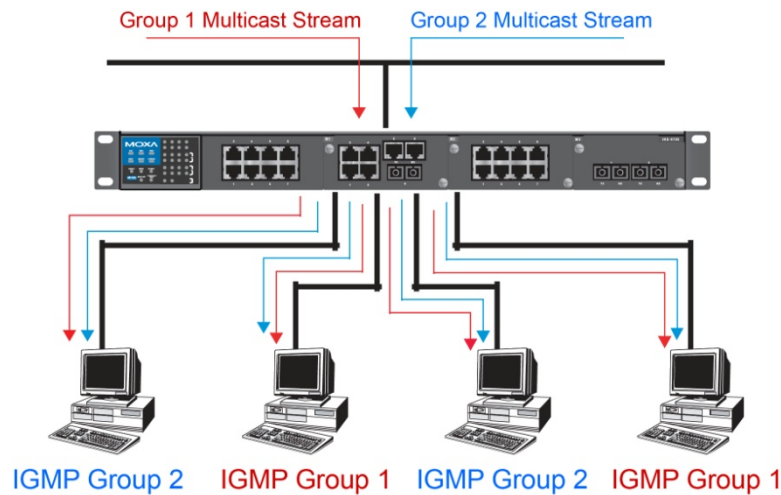 Group 1 Multicast Stream
Group 2 Multicast Stream
MOXA
IGMP Group 2
IGMP Group 1
IGMP Group 2
IGMP Group 1